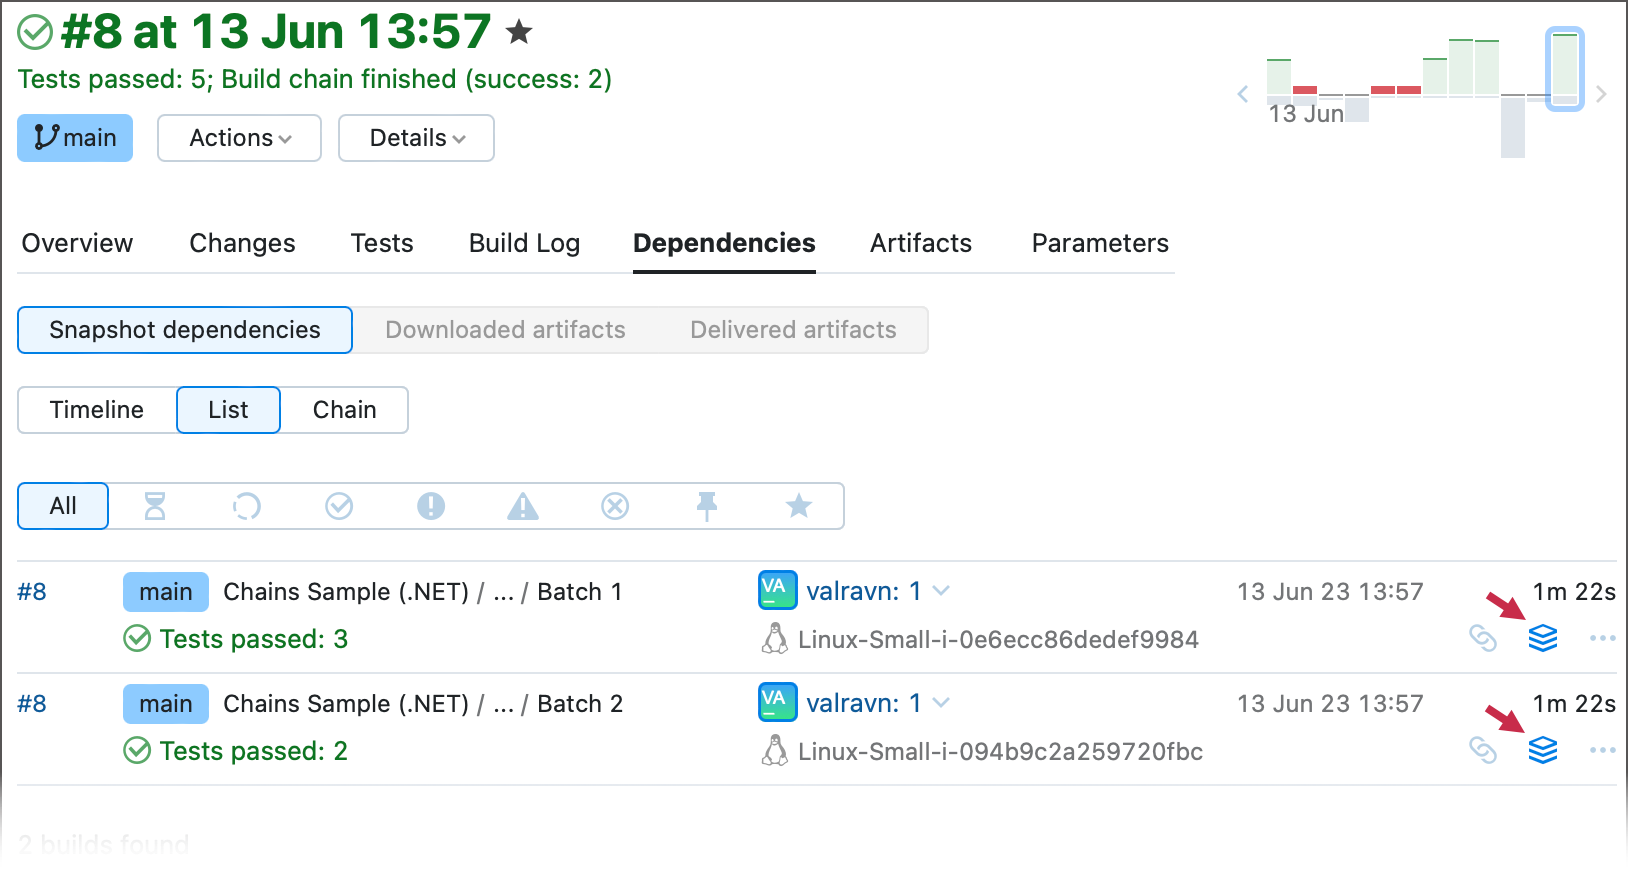 #8 at 13 Jun 13:57
Tests passed: 5; Build chain finished (success: 2)
13 Jun
main Actions Details
Overview Changes Tests Build Log Dependencies Artifacts Parameters
Snapshot dependencies Downloaded artifacts Delivered artifacts
Timeline List Chain
All
#8 main Chains Sample (.NET) / ... / Batch 1 VA valravn: 1 13 Jun 23 13:57 1m 22s
Tests passed: 3 Linux-Small-i-0e6ecc86dedef9984
#8 main Chains Sample (.NET) / ... / Batch 2 VA valravn: 1 13 Jun 23 13:57 1m 22s
Tests passed: 2 Linux-Small-i-094b9c2a259720fbc
2 builds found